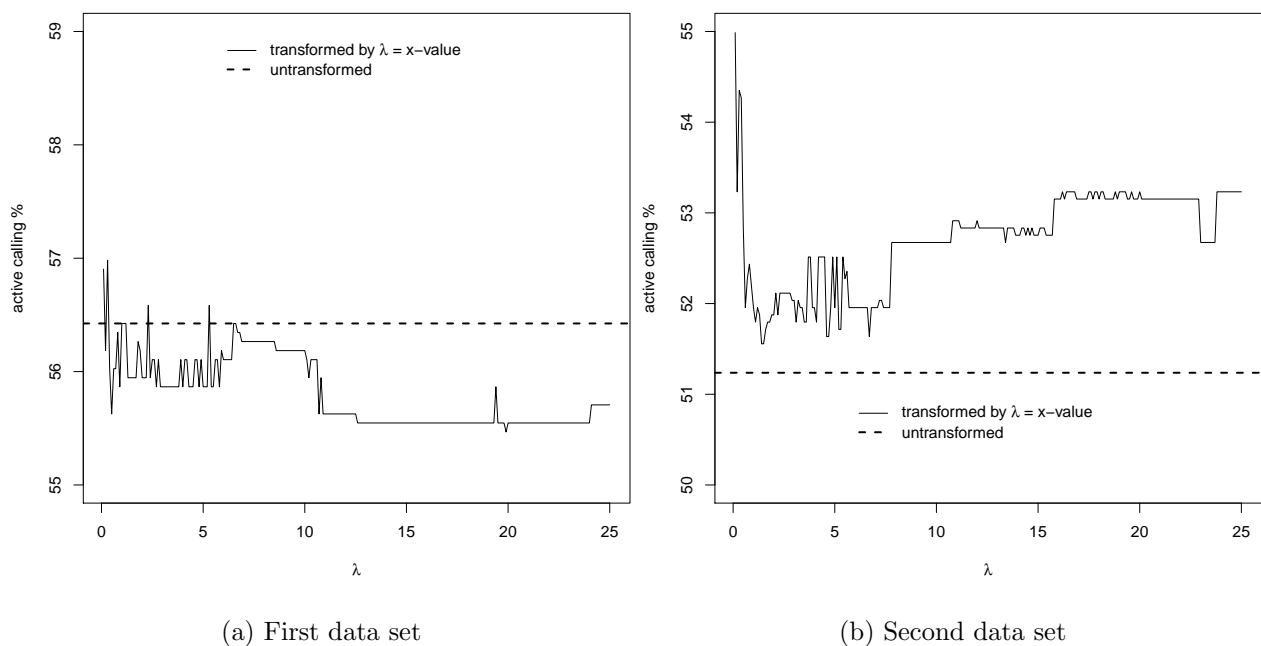 59
58
57
56
55
active calling %
transformed by λ = x−value
untransformed
0 5 10 15 20 25
λ
(a) First data set
55
54
53
52
51
50
active calling %
transformed by λ = x−value
untransformed
0 5 10 15 20 25
λ
(b) Second data set